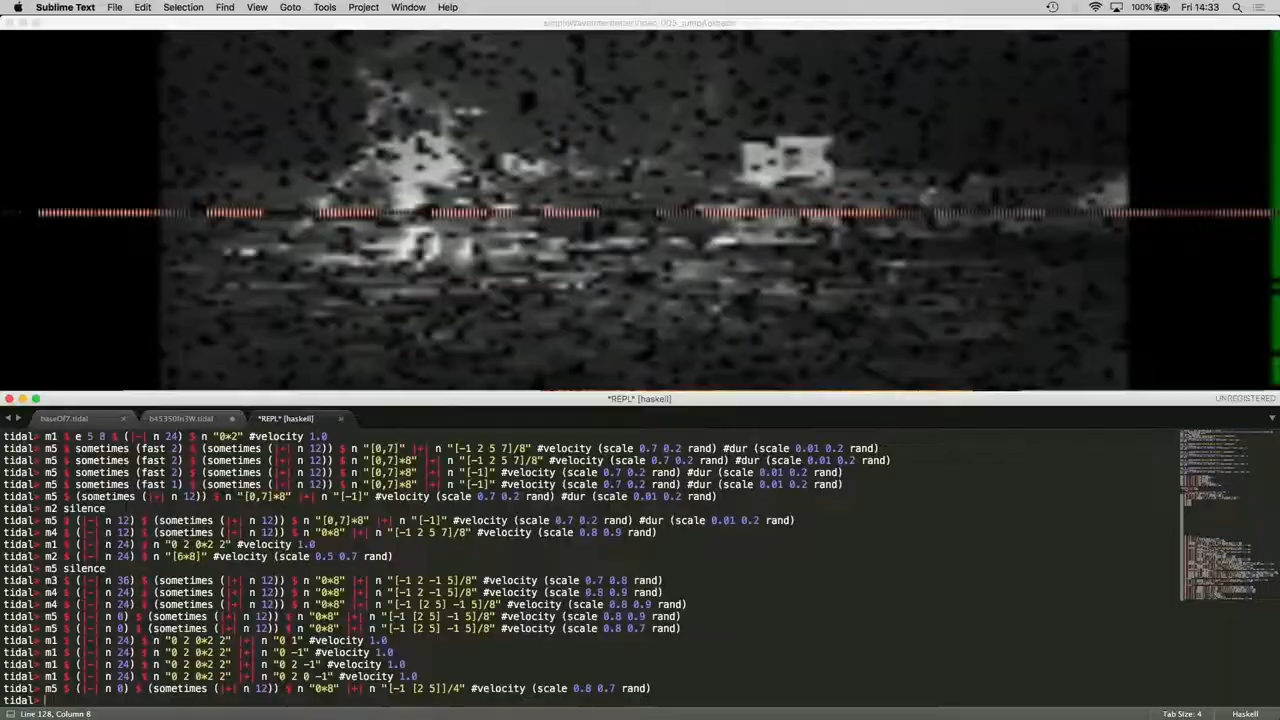 Sublime Text File Edit Selection Find View Goto Tools Project Window Help 100% Fri 14:33
*REPL* [haskell] UNREGISTERED
baseOf7.tidal b45350fn3W.tidal *REPL* [haskell]
tidal> m1 $ e 5 8 $ (|-| n 24) $ n "0*2" #velocity 1.0
tidal> m5 $ sometimes (fast 2) $ (sometimes (|+| n 12)) $ n "[0,7]" |+| n "[-1 2 5 7]/8" #velocity (scale 0.7 0.2 rand) #dur (scale 0.01 0.2 rand)
tidal> m5 $ sometimes (fast 2) $ (sometimes (|+| n 12)) $ n "[0,7]*8" |+| n "[-1 2 5 7]/8" #velocity (scale 0.7 0.2 rand) #dur (scale 0.01 0.2 rand)
tidal> m5 $ sometimes (fast 2) $ (sometimes (|+| n 12)) $ n "[0,7]*8" |+| n "[-1]" #velocity (scale 0.7 0.2 rand) #dur (scale 0.01 0.2 rand)
tidal> m5 $ sometimes (fast 1) $ (sometimes (|+| n 12)) $ n "[0,7]*8" |+| n "[-1]" #velocity (scale 0.7 0.2 rand) #dur (scale 0.01 0.2 rand)
tidal> m5 $ (sometimes (|+| n 12)) $ n "[0,7]*8" |+| n "[-1]" #velocity (scale 0.7 0.2 rand) #dur (scale 0.01 0.2 rand)
tidal> m2 silence
tidal> m5 $ (|-| n 12) $ (sometimes (|+| n 12)) $ n "[0,7]*8" |+| n "[-1]" #velocity (scale 0.7 0.2 rand) #dur (scale 0.01 0.2 rand)
tidal> m4 $ (|-| n 12) $ (sometimes (|+| n 12)) $ n "0*8" |+| n "[-1 2 5 7]/8" #velocity (scale 0.8 0.9 rand)
tidal> m1 $ (|-| n 24) $ n "0 2 0*2 2" #velocity 1.0
tidal> m2 $ (|-| n 24) $ n "[6*8]" #velocity (scale 0.5 0.7 rand)
tidal> m5 silence
tidal> m3 $ (|-| n 36) $ (sometimes (|+| n 12)) $ n "0*8" |+| n "[-1 2 -1 5]/8" #velocity (scale 0.7 0.8 rand)
tidal> m4 $ (|-| n 24) $ (sometimes (|+| n 12)) $ n "0*8" |+| n "[-1 [2 5] -1 5]/8" #velocity (scale 0.8 0.9 rand)
tidal> m5 $ (|-| n 0) $ (sometimes (|+| n 12)) $ n "0*8" |+| n "[-1 [2 5] -1 5]/8" #velocity (scale 0.8 0.9 rand)
tidal> m5 $ (|-| n 0) $ (sometimes (|+| n 12)) $ n "0*8" |+| n "[-1 [2 5] -1 5]/8" #velocity (scale 0.8 0.7 rand)
tidal> m1 $ (|-| n 24) $ n "0 2 0*2 2" |+| n "0 1" #velocity 1.0
tidal> m1 $ (|-| n 24) $ n "0 2 0*2 2" |+| n "0 -1" #velocity 1.0
tidal> m1 $ (|-| n 24) $ n "0 2 0*2 2" |+| n "0 2 -1" #velocity 1.0
tidal> m1 $ (|-| n 24) $ n "0 2 0*2 2" |+| n "0 2 0 -1" #velocity 1.0
tidal> m5 $ (|-| n 0) $ (sometimes (|+| n 12)) $ n "0*8" |+| n "[-1 [2 5]]/4" #velocity (scale 0.8 0.7 rand)
tidal>
Line 128, Column 8 Tab Size: 4 Haskell